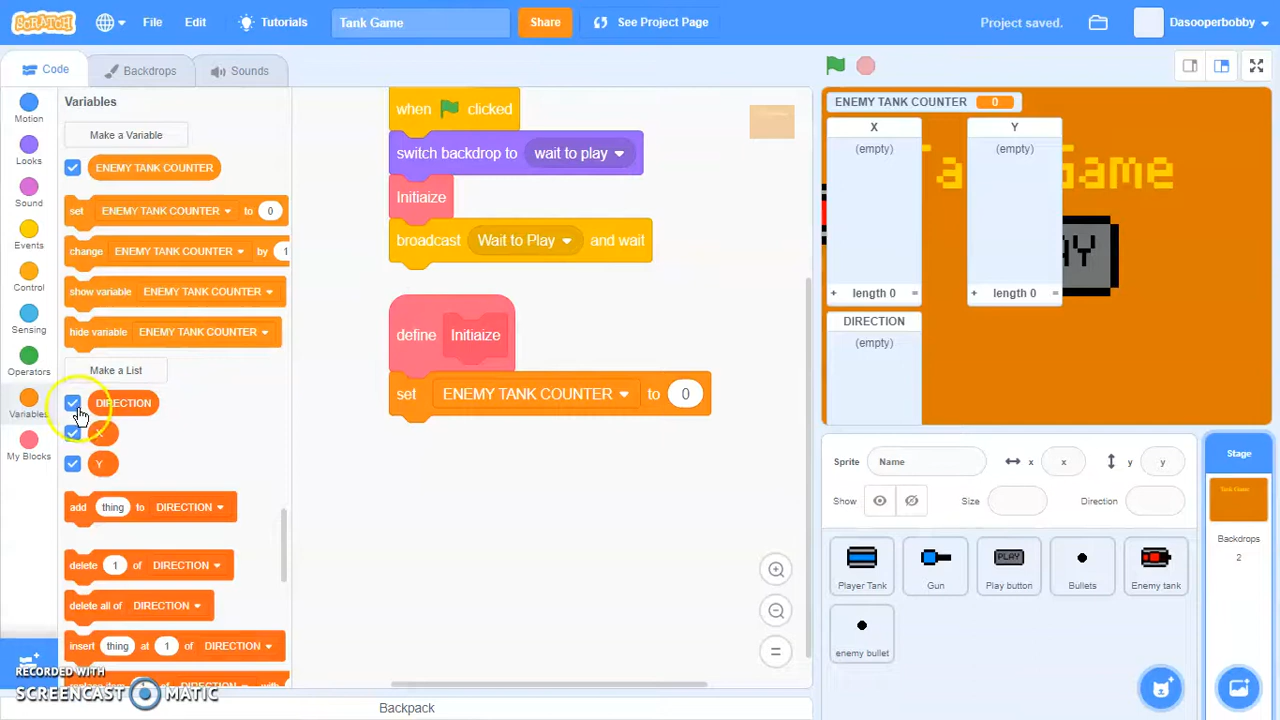 SCRATCH
File
Edit
Tutorials
Tank Game
Share
See Project Page
Project saved.
Dasooperbobby
Code
Backdrops
Sounds
Motion
Looks
Sound
Events
Control
Sensing
Operators
Variables
My Blocks
Variables
Make a Variable
ENEMY TANK COUNTER
set ENEMY TANK COUNTER to 0
change ENEMY TANK COUNTER by 1
show variable ENEMY TANK COUNTER
hide variable ENEMY TANK COUNTER
Make a List
DIRECTION
X
Y
add thing to DIRECTION
delete 1 of DIRECTION
delete all of DIRECTION
insert thing at 1 of DIRECTION
when clicked
switch backdrop to wait to play
Initiaize
broadcast Wait to Play and wait
define Initiaize
set ENEMY TANK COUNTER to 0
ENEMY TANK COUNTER 0
X
(empty)
+ length 0 =
Y
(empty)
+ length 0 =
DIRECTION
(empty)
Sprite Name
x x
y y
Show
Size
Direction
Player Tank
Gun
PLAY
Play button
Bullets
Enemy tank
enemy bullet
Stage
Backdrops
2
Backpack
RECORDED WITH
SCREENCAST MATIC